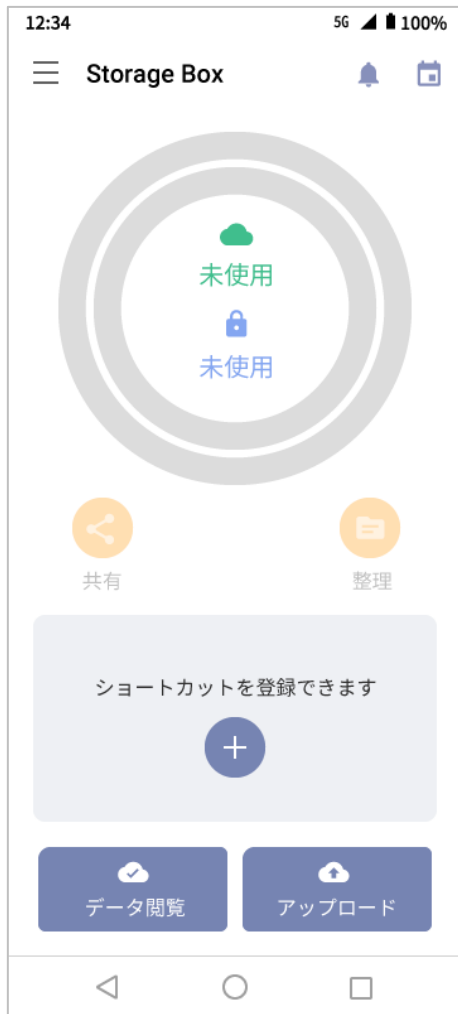 12:34 5G 100%
Storage Box
未使用
未使用
共有 整理
ショートカットを登録できます
データ閲覧 アップロード